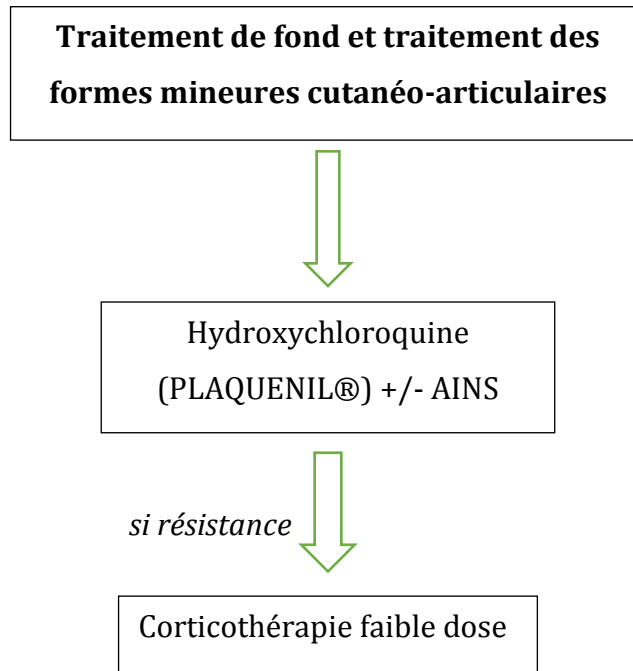 Traitement de fond et traitement des
formes mineures cutanéo-articulaires
Hydroxychloroquine
(PLAQUENIL®) +/- AINS
si résistance
Corticothérapie faible dose